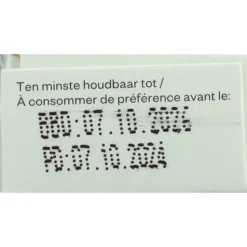 Ten minste houdbaar tot /
À consommer de préférence avant le:
BBD:07.10.2026
PD:07.10.2024